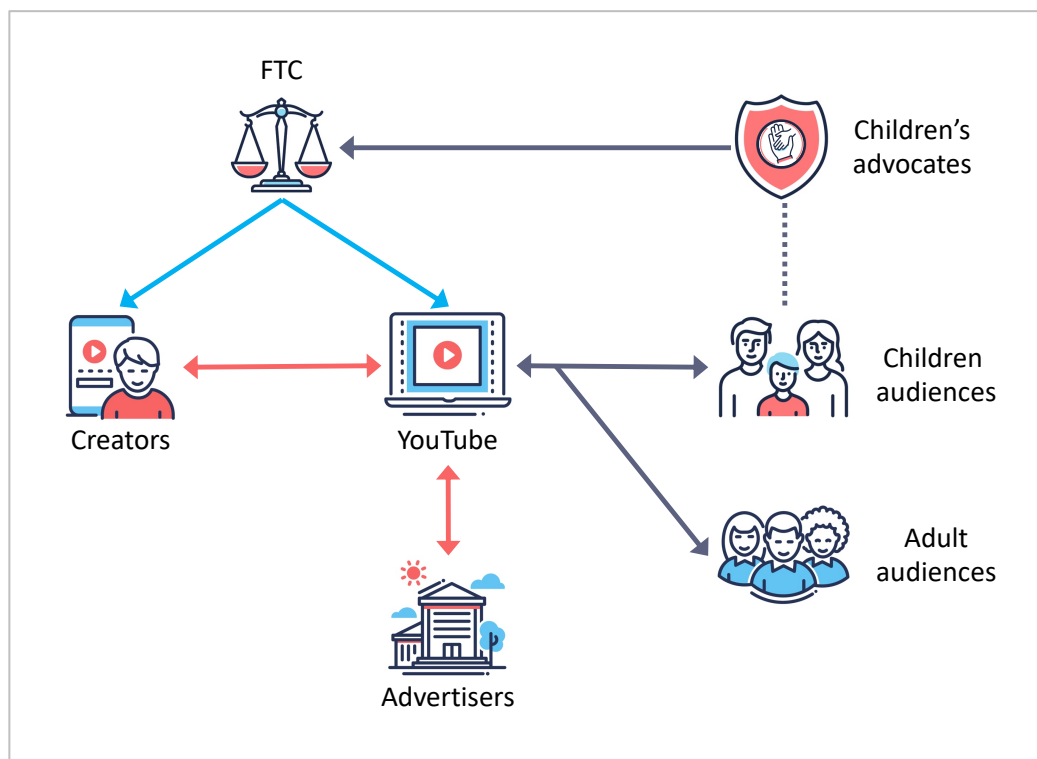 FTC
Children’s
advocates
Creators
YouTube
Children
audiences
Adult
audiences
Advertisers